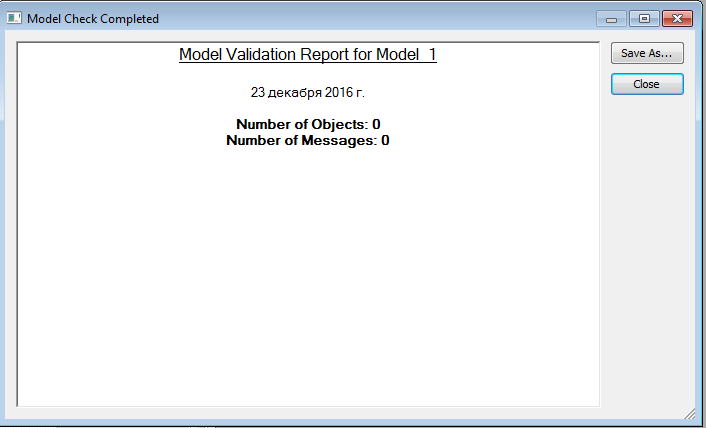 Model Check Completed
Save As...
Close
Model Validation Report for Model_1
23 декабря 2016 г.
Number of Objects: 0
Number of Messages: 0